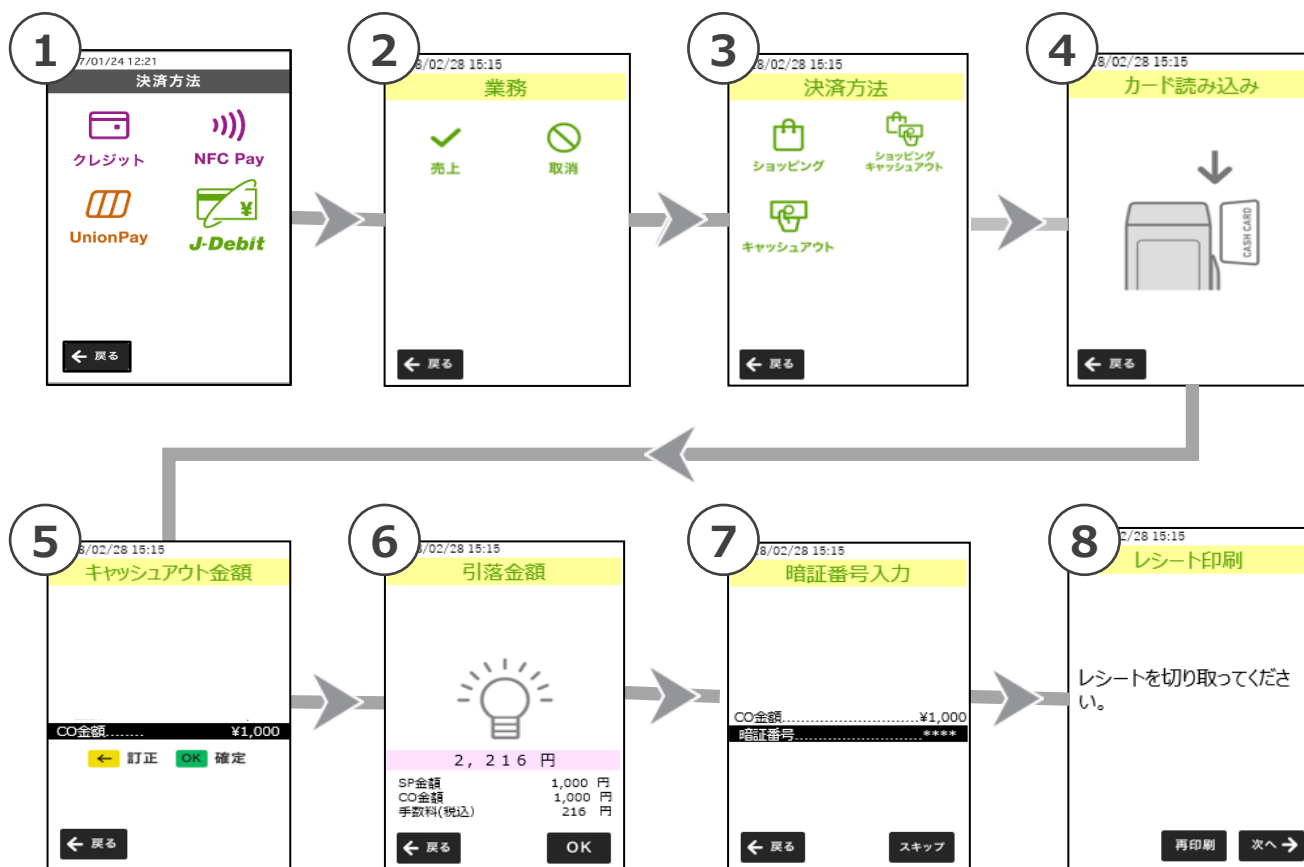 1
7/01/24 12:21
決済方法
クレジット
NFC Pay
UnionPay
J-Debit
← 戻る
2
8/02/28 15:15
業務
売上
取消
← 戻る
3
8/02/28 15:15
決済方法
ショッピング
ショッピング
キャッシュアウト
キャッシュアウト
← 戻る
4
8/02/28 15:15
カード読み込み
CASH CARD
← 戻る
5
8/02/28 15:15
キャッシュアウト金額
CO金額........ ¥1,000
← 訂正 OK 確定
← 戻る
6
/02/28 15:15
引落金額
2,216 円
SP金額 1,000 円
CO金額 1,000 円
手数料(税込) 216 円
← 戻る OK
7
8/02/28 15:15
暗証番号入力
CO金額..............................¥1,000
暗証番号............................****
← 戻る スキップ
8
2/28 15:15
レシート印刷
レシートを切り取ってくださ
い。
再印刷 次へ →